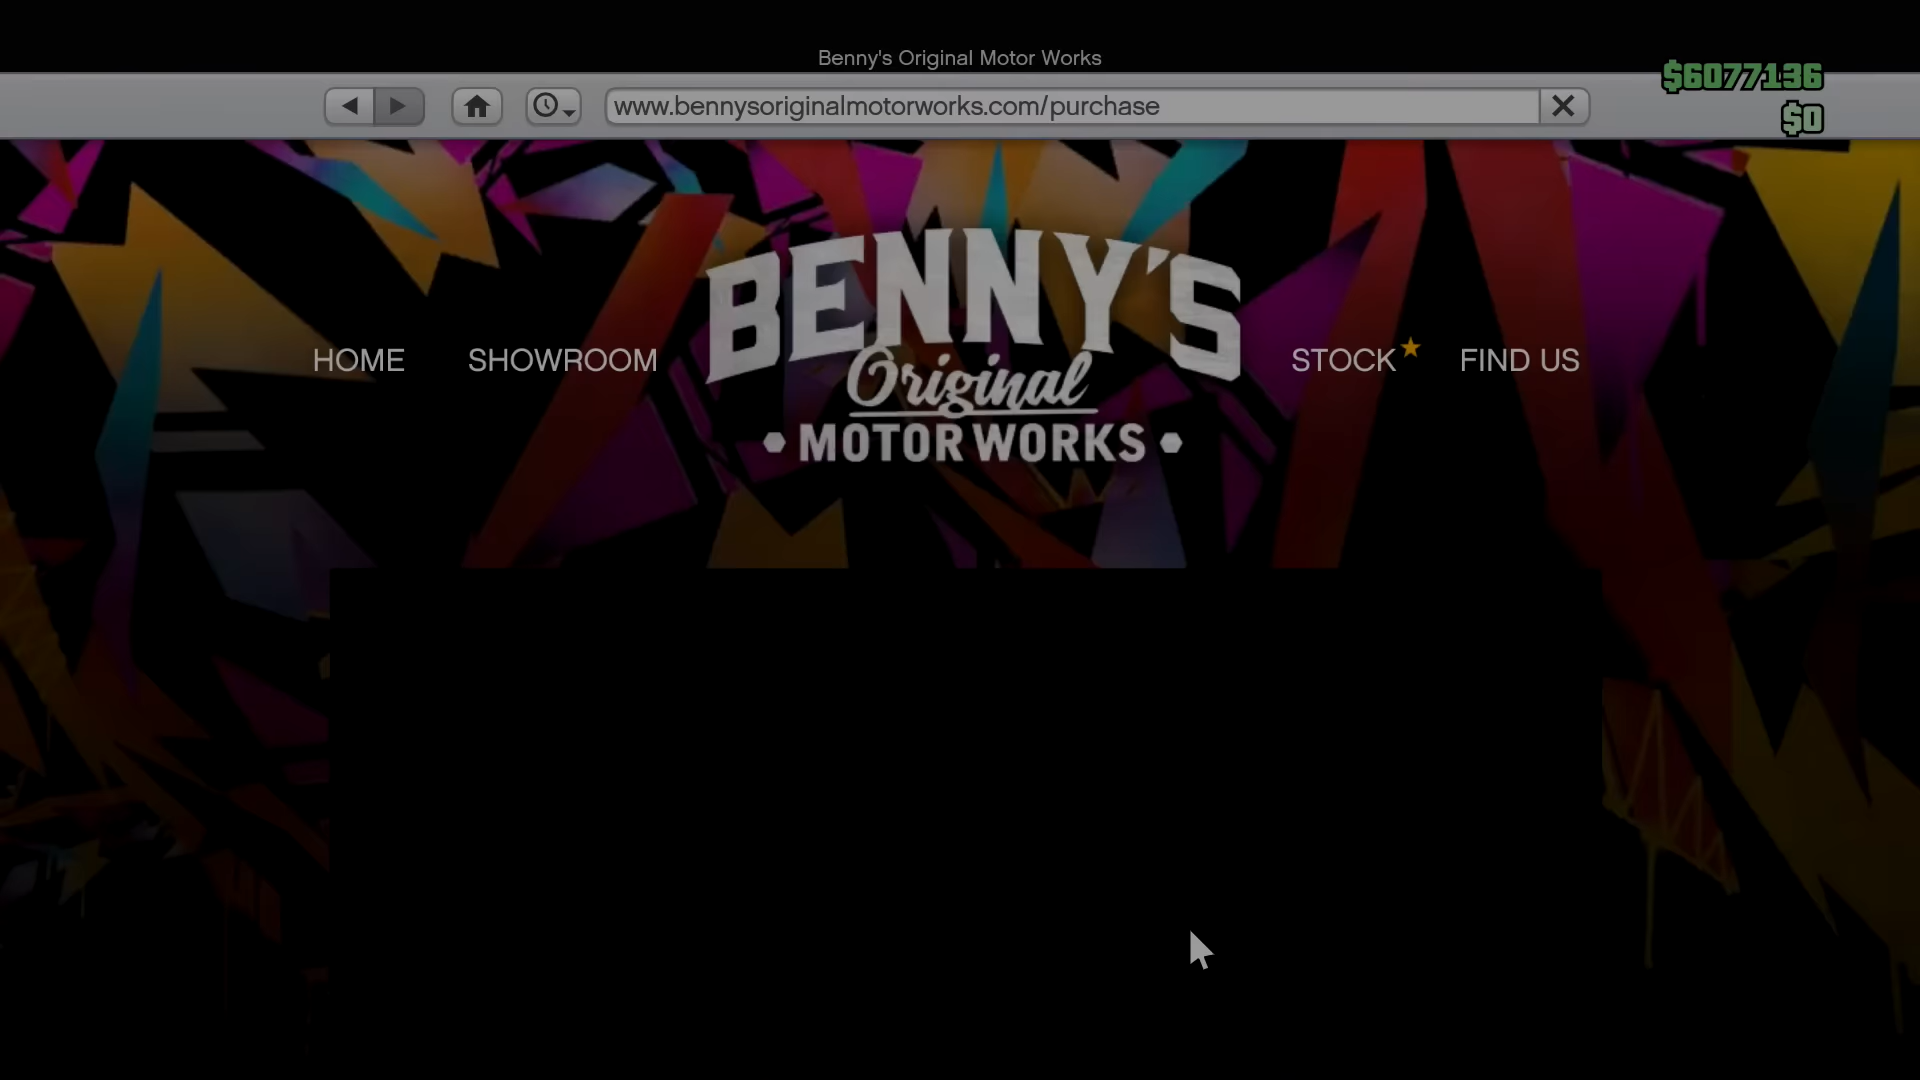 Benny's Original Motor Works
www.bennysoriginalmotorworks.com/purchase
$6077136
$0
HOME
SHOWROOM
BENNY'S
Original
MOTOR WORKS
STOCK
FIND US